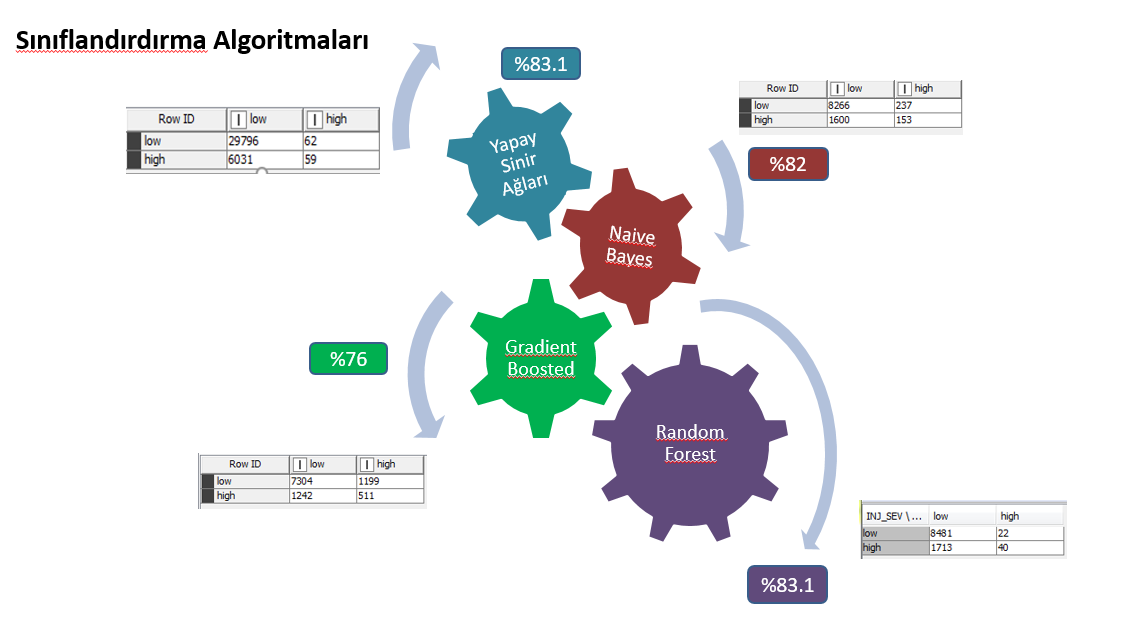 Sınıflandırdırma Algoritmaları
%83.1
Row ID low high
low 29796 62
high 6031 59
Yapay
Sinir
Ağları
Row ID low high
low 8266 237
high 1600 153
%82
Naive
Bayes
%76
Gradient
Boosted
Row ID low high
low 7304 1199
high 1242 511
Random
Forest
INJ_SEV \ ... low high
low 8481 22
high 1713 40
%83.1